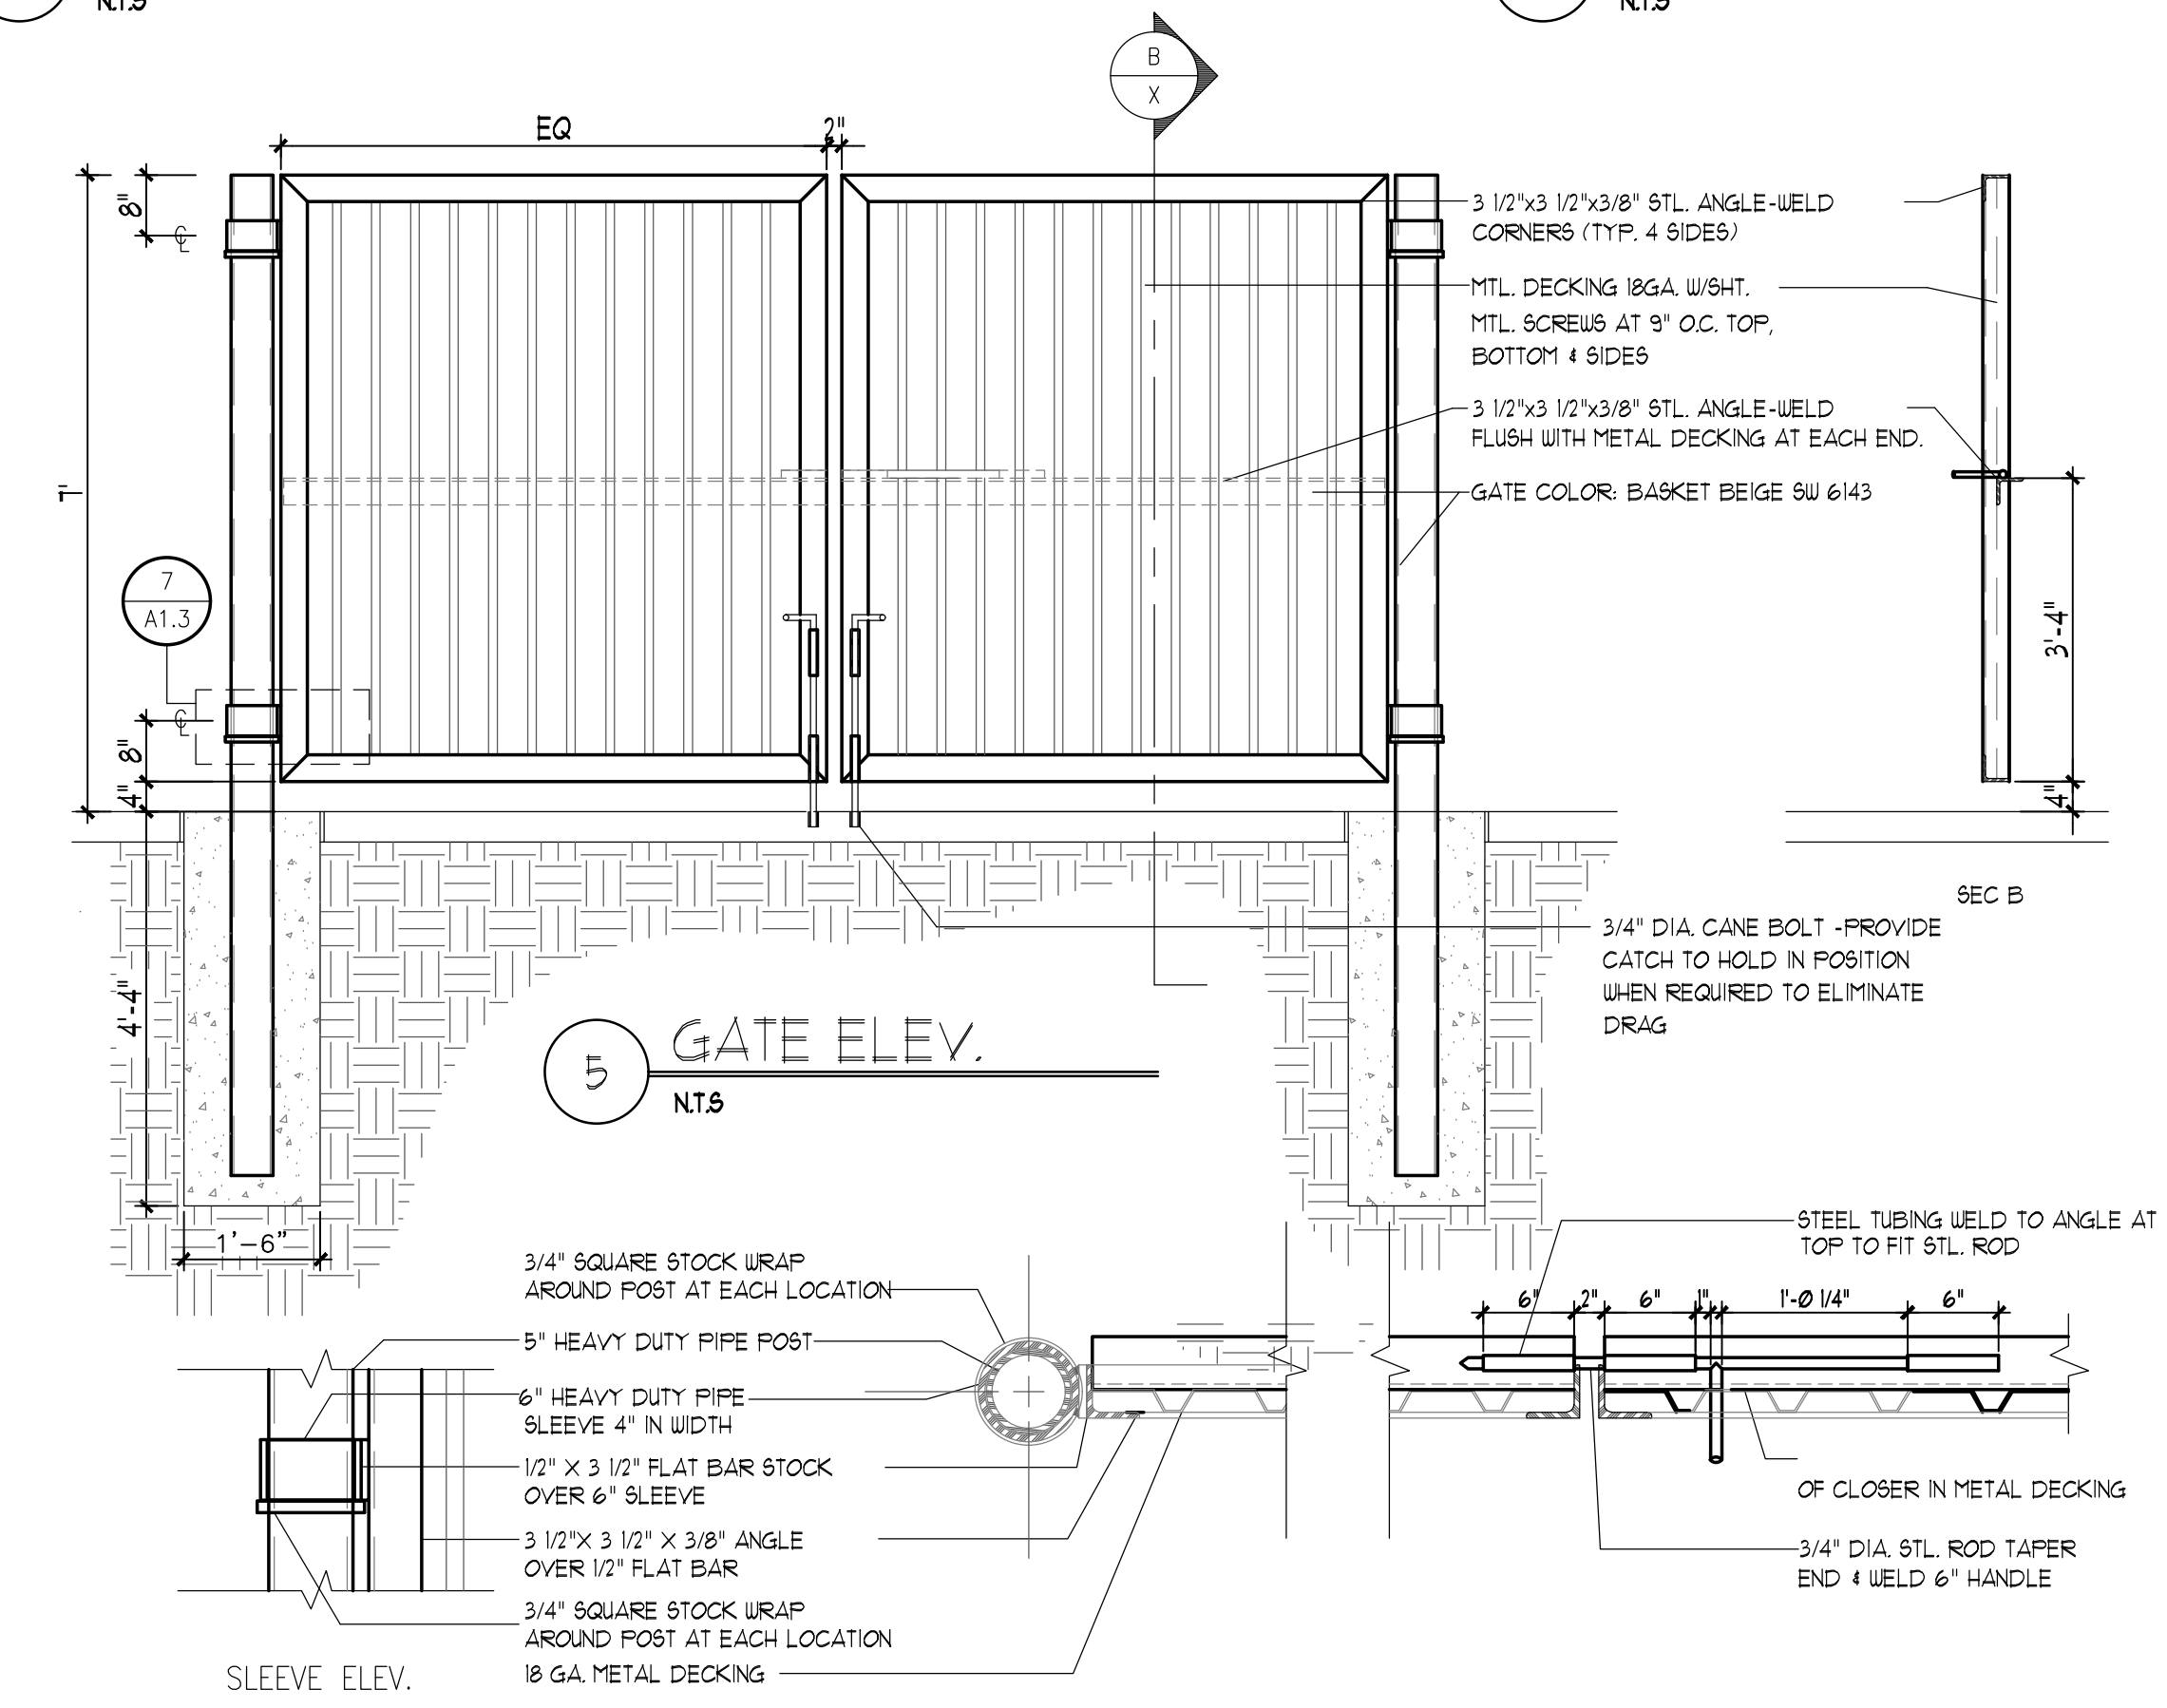 N.T.S
N.T.S
B
X
EQ
2"
8"
℄
3 1/2"x3 1/2"x3/8" STL. ANGLE-WELD
CORNERS (TYP. 4 SIDES)
MTL. DECKING 18GA. W/SHT.
MTL. SCREWS AT 9" O.C. TOP,
BOTTOM & SIDES
3 1/2"x3 1/2"x3/8" STL. ANGLE-WELD
FLUSH WITH METAL DECKING AT EACH END.
GATE COLOR: BASKET BEIGE SW 6143
7
A1.3
℄
8"
4"
3'-4"
4"
SEC B
3/4" DIA. CANE BOLT -PROVIDE
CATCH TO HOLD IN POSITION
WHEN REQUIRED TO ELIMINATE
DRAG
4'-4"
5
GATE ELEV.
N.T.S
1'-6"
3/4" SQUARE STOCK WRAP
AROUND POST AT EACH LOCATION
5" HEAVY DUTY PIPE POST
6" HEAVY DUTY PIPE
SLEEVE 4" IN WIDTH
1/2" X 3 1/2" FLAT BAR STOCK
OVER 6" SLEEVE
3 1/2"X 3 1/2" X 3/8" ANGLE
OVER 1/2" FLAT BAR
3/4" SQUARE STOCK WRAP
AROUND POST AT EACH LOCATION
18 GA. METAL DECKING
SLEEVE ELEV.
STEEL TUBING WELD TO ANGLE AT
TOP TO FIT STL. ROD
6" 2" 6" 1" 1'-0 1/4" 6"
OF CLOSER IN METAL DECKING
3/4" DIA. STL. ROD TAPER
END & WELD 6" HANDLE